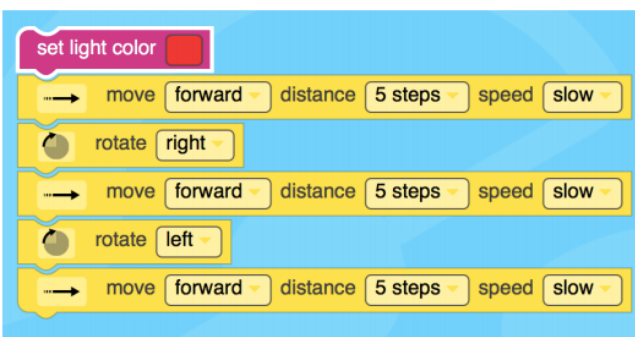 set light color
move forward distance 5 steps speed slow
rotate right
move forward distance 5 steps speed slow
rotate left
move forward distance 5 steps speed slow